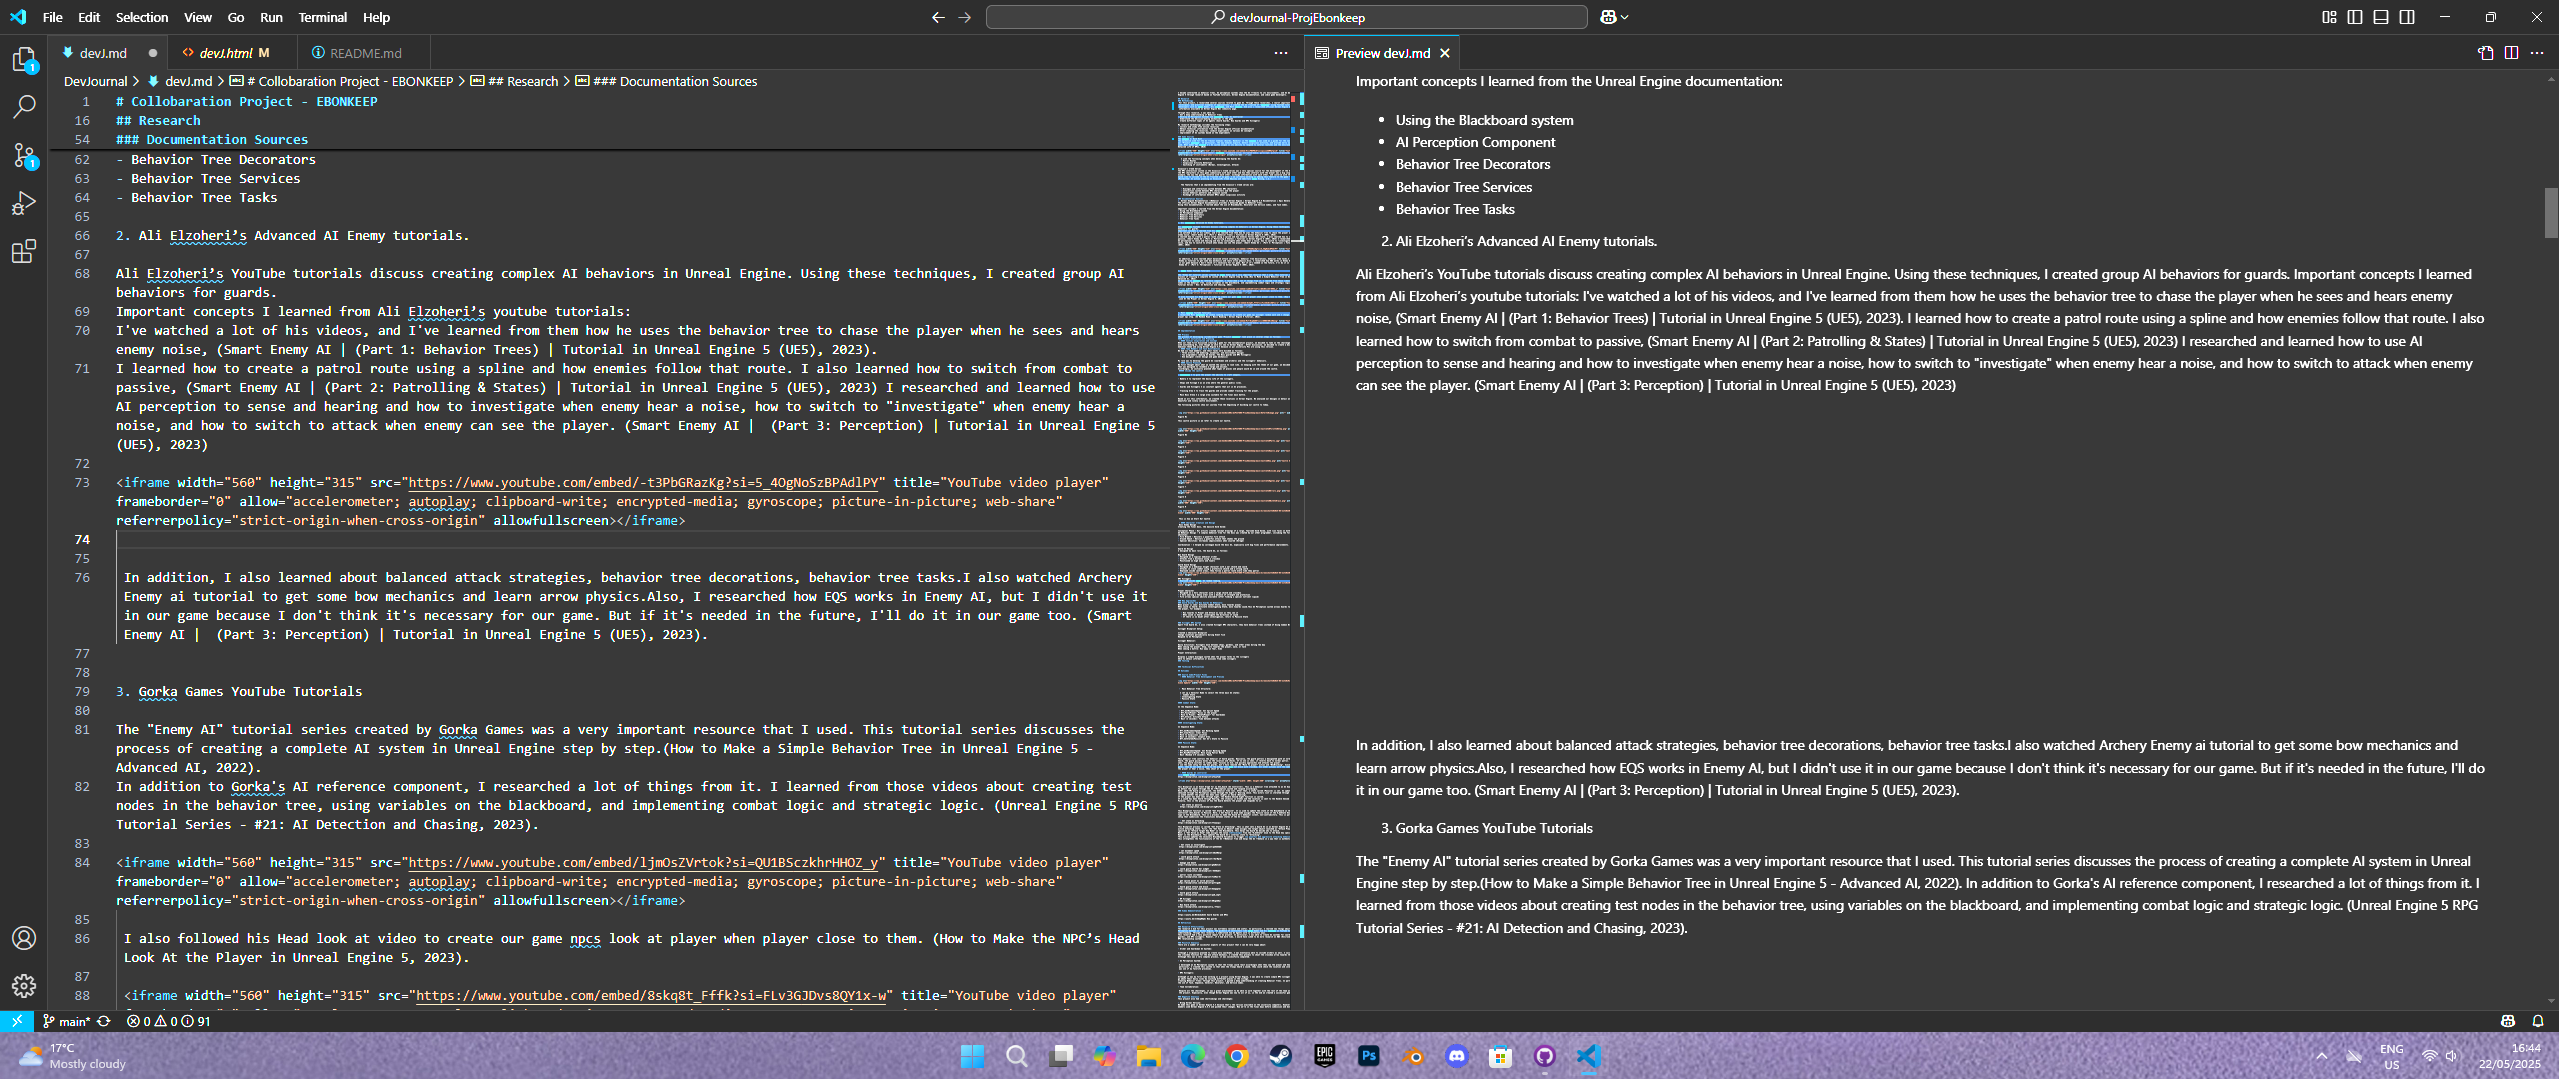 File Edit Selection View Go Run Terminal Help
devJournal-ProjEbonkeep
devJ.md
devJ.html M
README.md
Preview devJ.md
DevJournal > devJ.md > # Collobaration Project - EBONKEEP > ## Research > ### Documentation Sources
1 # Collobaration Project - EBONKEEP
16 ## Research
54 ### Documentation Sources
62 - Behavior Tree Decorators
63 - Behavior Tree Services
64 - Behavior Tree Tasks
65
66 2. Ali Elzoheri’s Advanced AI Enemy tutorials.
67
68 Ali Elzoheri’s YouTube tutorials discuss creating complex AI behaviors in Unreal Engine. Using these techniques, I created group AI
behaviors for guards.
69 Important concepts I learned from Ali Elzoheri’s youtube tutorials:
70 I've watched a lot of his videos, and I've learned from them how he uses the behavior tree to chase the player when he sees and hears
enemy noise, (Smart Enemy AI | (Part 1: Behavior Trees) | Tutorial in Unreal Engine 5 (UE5), 2023).
71 I learned how to create a patrol route using a spline and how enemies follow that route. I also learned how to switch from combat to
passive, (Smart Enemy AI | (Part 2: Patrolling & States) | Tutorial in Unreal Engine 5 (UE5), 2023) I researched and learned how to use
AI perception to sense and hearing and how to investigate when enemy hear a noise, how to switch to "investigate" when enemy hear a
noise, and how to switch to attack when enemy can see the player. (Smart Enemy AI |  (Part 3: Perception) | Tutorial in Unreal Engine 5
(UE5), 2023)
72
73 <iframe width="560" height="315" src="https://www.youtube.com/embed/-t3PbGRazKg?si=5_4OgNoSzBPAdlPY" title="YouTube video player"
frameborder="0" allow="accelerometer; autoplay; clipboard-write; encrypted-media; gyroscope; picture-in-picture; web-share"
referrerpolicy="strict-origin-when-cross-origin" allowfullscreen></iframe>
74
75
76 In addition, I also learned about balanced attack strategies, behavior tree decorations, behavior tree tasks.I also watched Archery
Enemy ai tutorial to get some bow mechanics and learn arrow physics.Also, I researched how EQS works in Enemy AI, but I didn't use it
in our game because I don't think it's necessary for our game. But if it's needed in the future, I'll do it in our game too. (Smart
Enemy AI |  (Part 3: Perception) | Tutorial in Unreal Engine 5 (UE5), 2023).
77
78
79 3. Gorka Games YouTube Tutorials
80
81 The "Enemy AI" tutorial series created by Gorka Games was a very important resource that I used. This tutorial series discusses the
process of creating a complete AI system in Unreal Engine step by step.(How to Make a Simple Behavior Tree in Unreal Engine 5 -
Advanced AI, 2022).
82 In addition to Gorka's AI reference component, I researched a lot of things from it. I learned from those videos about creating test
nodes in the behavior tree, using variables on the blackboard, and implementing combat logic and strategic logic. (Unreal Engine 5 RPG
Tutorial Series - #21: AI Detection and Chasing, 2023).
83
84 <iframe width="560" height="315" src="https://www.youtube.com/embed/ljmOsZVrtok?si=QU1BSczkhrHHOZ_y" title="YouTube video player"
frameborder="0" allow="accelerometer; autoplay; clipboard-write; encrypted-media; gyroscope; picture-in-picture; web-share"
referrerpolicy="strict-origin-when-cross-origin" allowfullscreen></iframe>
85
86 I also followed his Head look at video to create our game npcs look at player when player close to them. (How to Make the NPC’s Head
Look At the Player in Unreal Engine 5, 2023).
87
88 <iframe width="560" height="315" src="https://www.youtube.com/embed/8skq8t_Fffk?si=FLv3GJDvs8QY1x-w" title="YouTube video player"
Important concepts I learned from the Unreal Engine documentation:
• Using the Blackboard system
• AI Perception Component
• Behavior Tree Decorators
• Behavior Tree Services
• Behavior Tree Tasks
2. Ali Elzoheri’s Advanced AI Enemy tutorials.
Ali Elzoheri’s YouTube tutorials discuss creating complex AI behaviors in Unreal Engine. Using these techniques, I created group AI behaviors for guards. Important concepts I learned
from Ali Elzoheri’s youtube tutorials: I've watched a lot of his videos, and I've learned from them how he uses the behavior tree to chase the player when he sees and hears enemy
noise, (Smart Enemy AI | (Part 1: Behavior Trees) | Tutorial in Unreal Engine 5 (UE5), 2023). I learned how to create a patrol route using a spline and how enemies follow that route. I also
learned how to switch from combat to passive, (Smart Enemy AI | (Part 2: Patrolling & States) | Tutorial in Unreal Engine 5 (UE5), 2023) I researched and learned how to use AI
perception to sense and hearing and how to investigate when enemy hear a noise, how to switch to "investigate" when enemy hear a noise, and how to switch to attack when enemy
can see the player. (Smart Enemy AI | (Part 3: Perception) | Tutorial in Unreal Engine 5 (UE5), 2023)
In addition, I also learned about balanced attack strategies, behavior tree decorations, behavior tree tasks.I also watched Archery Enemy ai tutorial to get some bow mechanics and
learn arrow physics.Also, I researched how EQS works in Enemy AI, but I didn't use it in our game because I don't think it's necessary for our game. But if it's needed in the future, I'll do
it in our game too. (Smart Enemy AI | (Part 3: Perception) | Tutorial in Unreal Engine 5 (UE5), 2023).
3. Gorka Games YouTube Tutorials
The "Enemy AI" tutorial series created by Gorka Games was a very important resource that I used. This tutorial series discusses the process of creating a complete AI system in Unreal
Engine step by step.(How to Make a Simple Behavior Tree in Unreal Engine 5 - Advanced AI, 2022). In addition to Gorka's AI reference component, I researched a lot of things from it. I
learned from those videos about creating test nodes in the behavior tree, using variables on the blackboard, and implementing combat logic and strategic logic. (Unreal Engine 5 RPG
Tutorial Series - #21: AI Detection and Chasing, 2023).
main* 0 0 91
17°C
Mostly cloudy
EPIC GAMES
Ps
ENG
US
16:44
22/05/2025